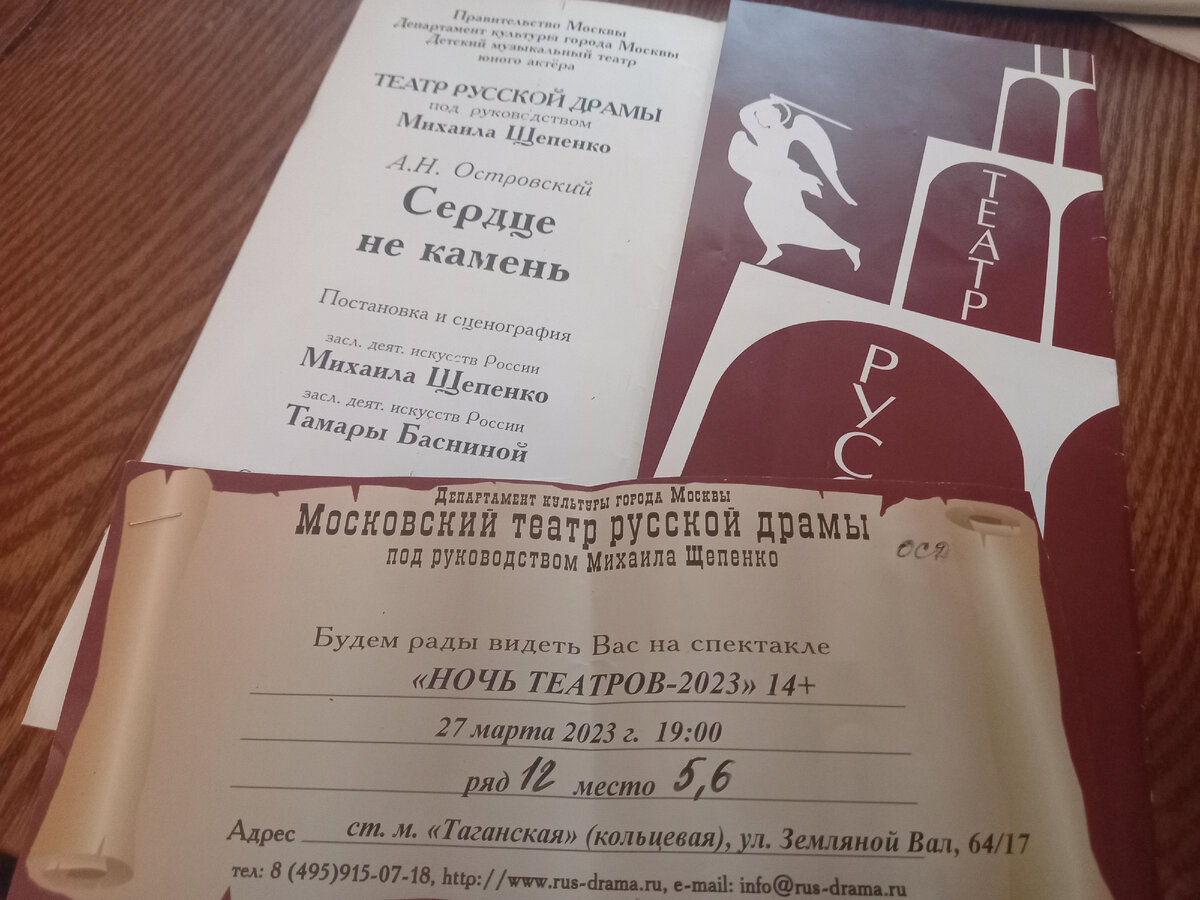 Правительство Москвы
Департамент культуры города Москвы
Детский музыкальный театр
юного актёра
ТЕАТР РУССКОЙ ДРАМЫ
под руководством
Михаила Щепенко
А.Н. Островский
Сердце
не камень
Постановка и сценография
засл. деят. искусств России
Михаила Щепенко
засл. деят. искусств России
Тамары Басниной
ТЕАТР
РУС
Департамент культуры города Москвы
Московский театр русской драмы
под руководством Михаила Щепенко
Будем рады видеть Вас на спектакле
«НОЧЬ ТЕАТРОВ-2023» 14+
27 марта 2023 г. 19:00
ряд 12 место 5,6
Адрес ст. м. «Таганская» (кольцевая), ул. Земляной Вал, 64/17
тел: 8 (495)915-07-18, http://www.rus-drama.ru, e-mail: info@rus-drama.ru